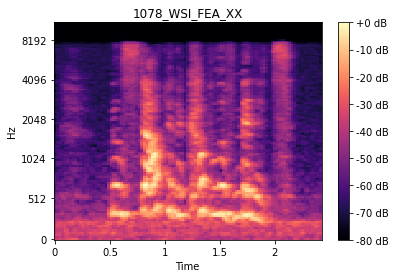 1078_WSI_FEA_XX
8192
4096
2048
1024
512
0
Hz
0
0.5
1
1.5
2
Time
+0 dB
-10 dB
-20 dB
-30 dB
-40 dB
-50 dB
-60 dB
-70 dB
-80 dB